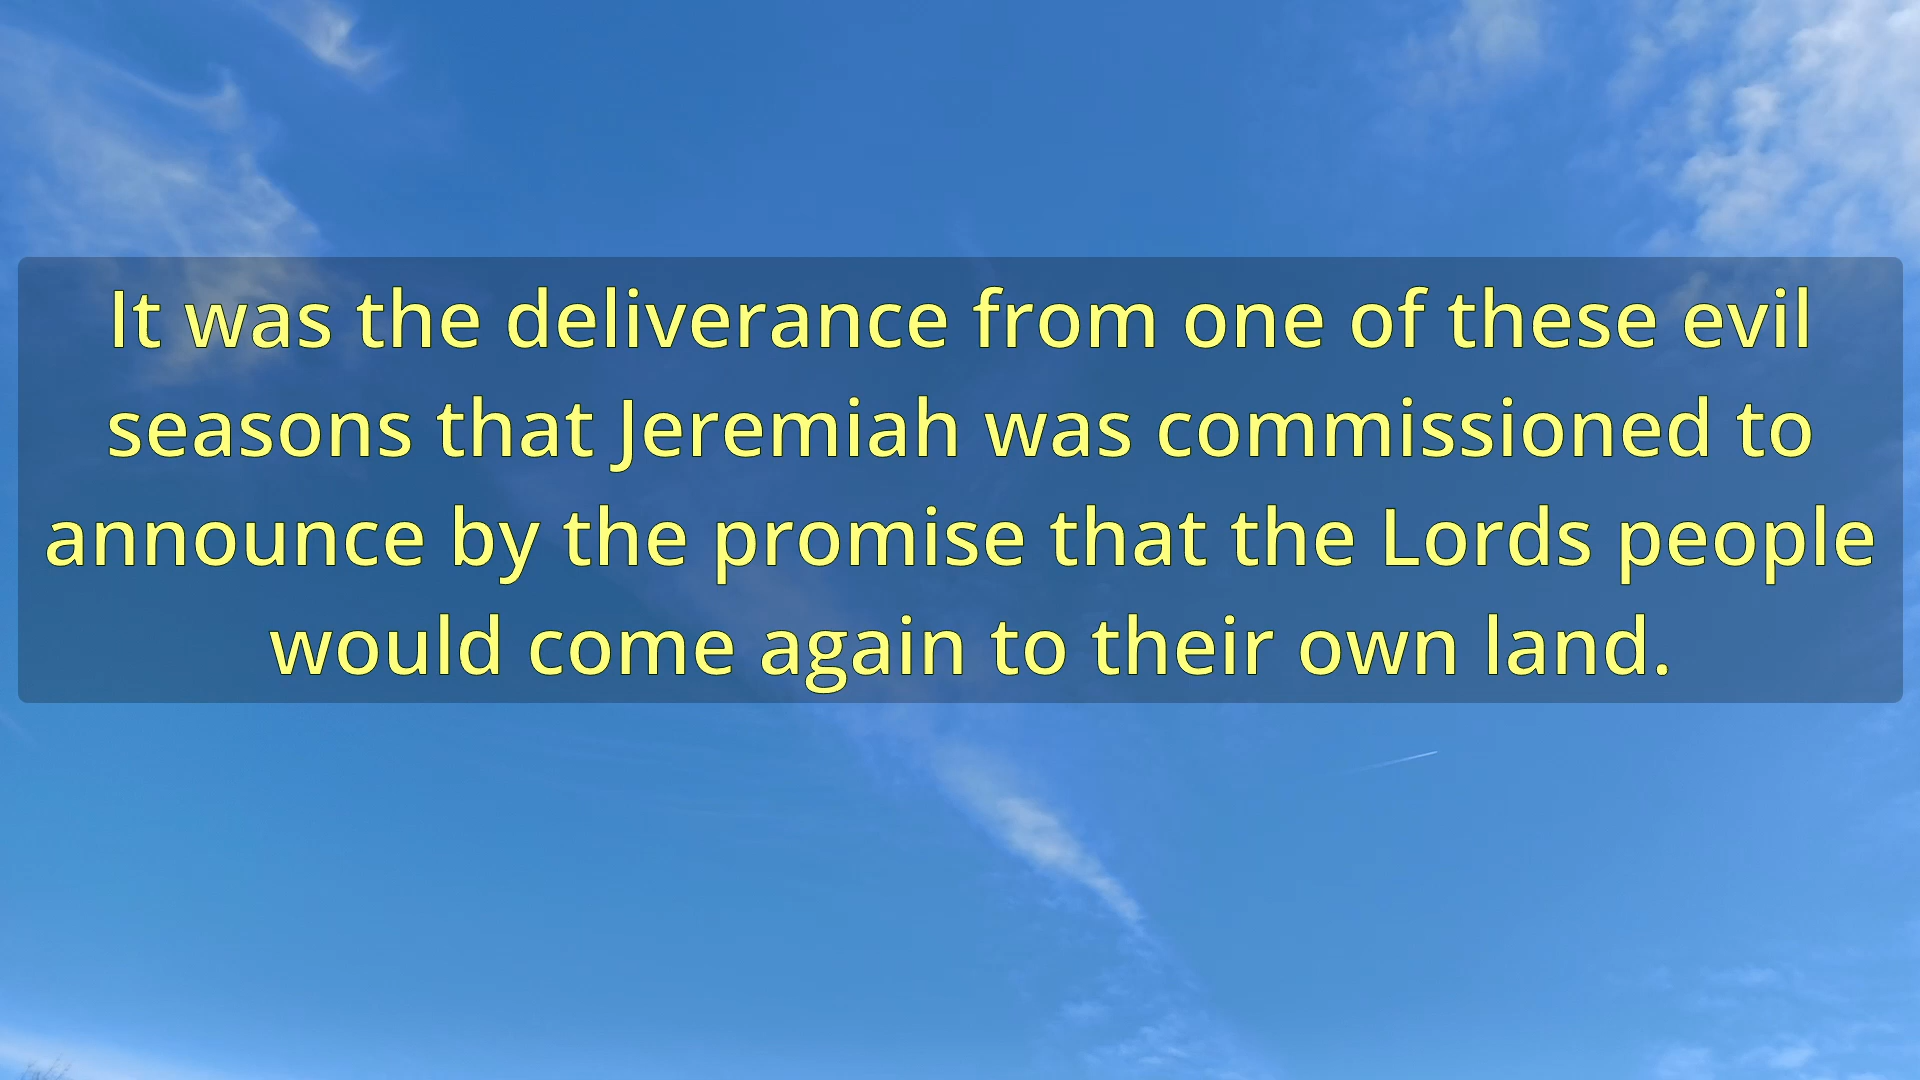 It was the deliverance from one of these evil
seasons that Jeremiah was commissioned to
announce by the promise that the Lords people
would come again to their own land.